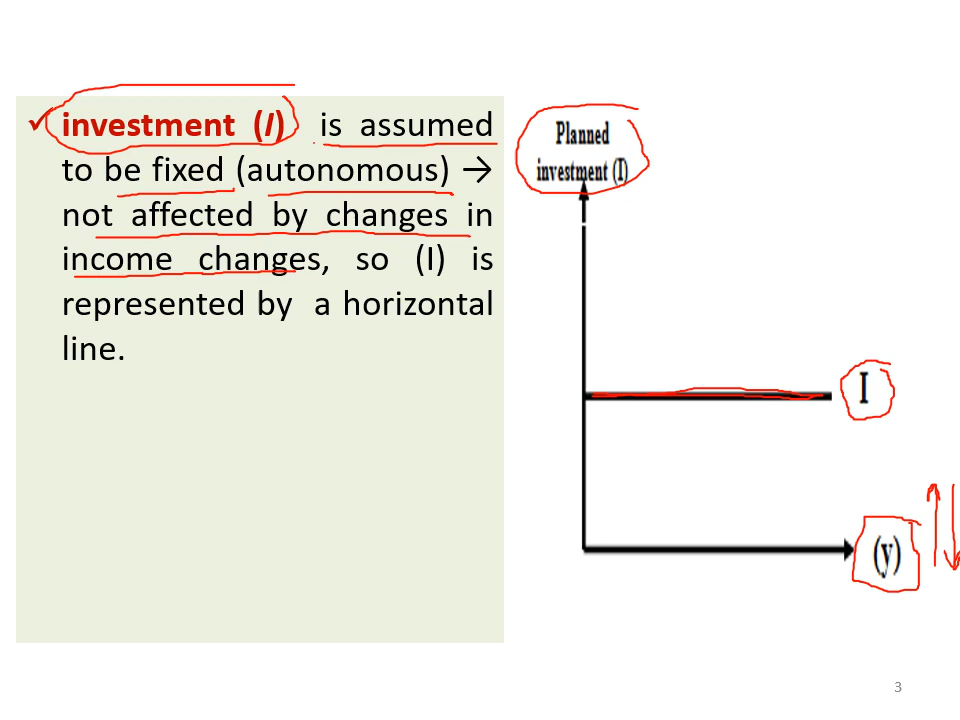 ✓ investment (I) is assumed
to be fixed (autonomous) →
not affected by changes in
income changes, so (I) is
represented by a horizontal
line.
Planned
investment (I)
I
(y)
3